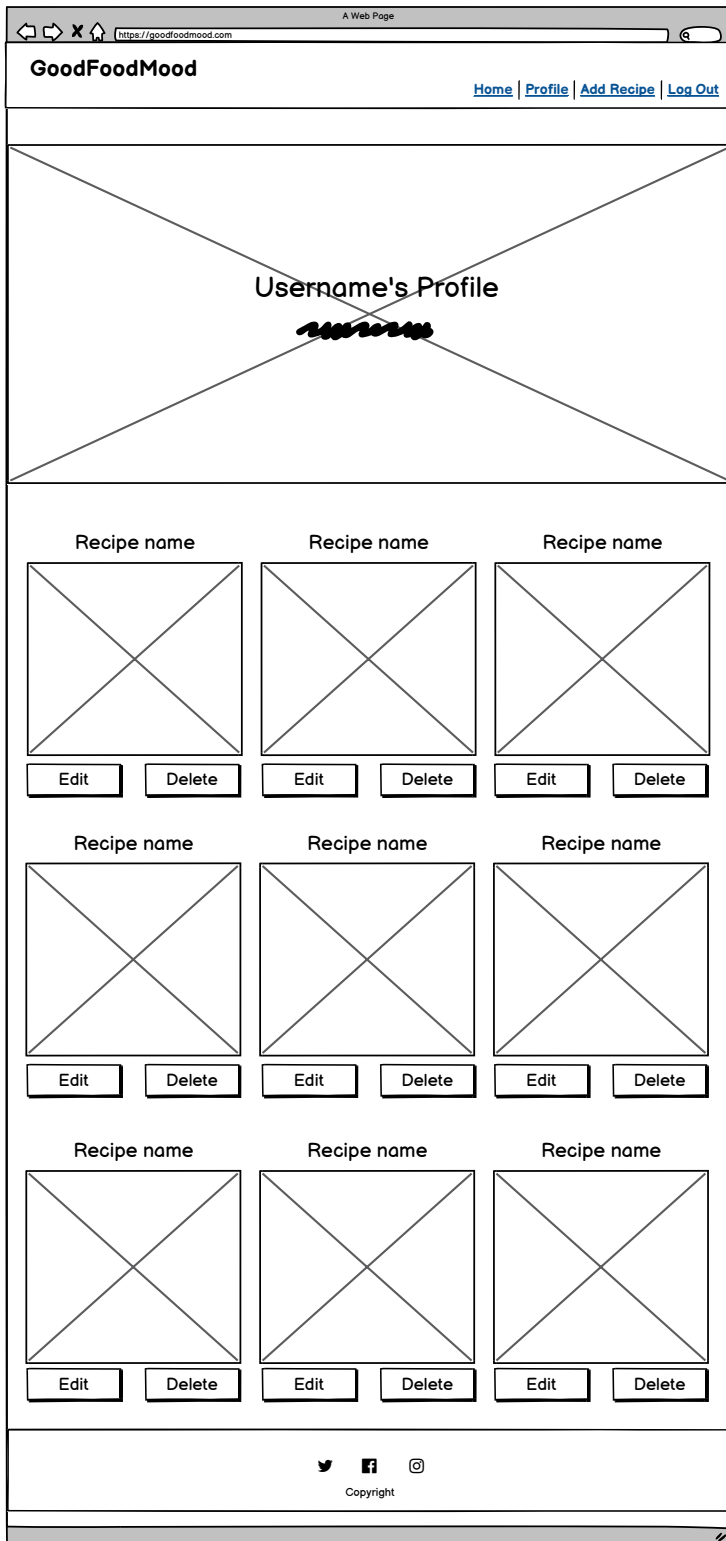 A Web Page
https://goodfoodmood.com
GoodFoodMood
Home | Profile | Add Recipe | Log Out
Username's Profile
Recipe name Recipe name Recipe name
Edit Delete Edit Delete Edit Delete
Recipe name Recipe name Recipe name
Edit Delete Edit Delete Edit Delete
Recipe name Recipe name Recipe name
Edit Delete Edit Delete Edit Delete
Copyright